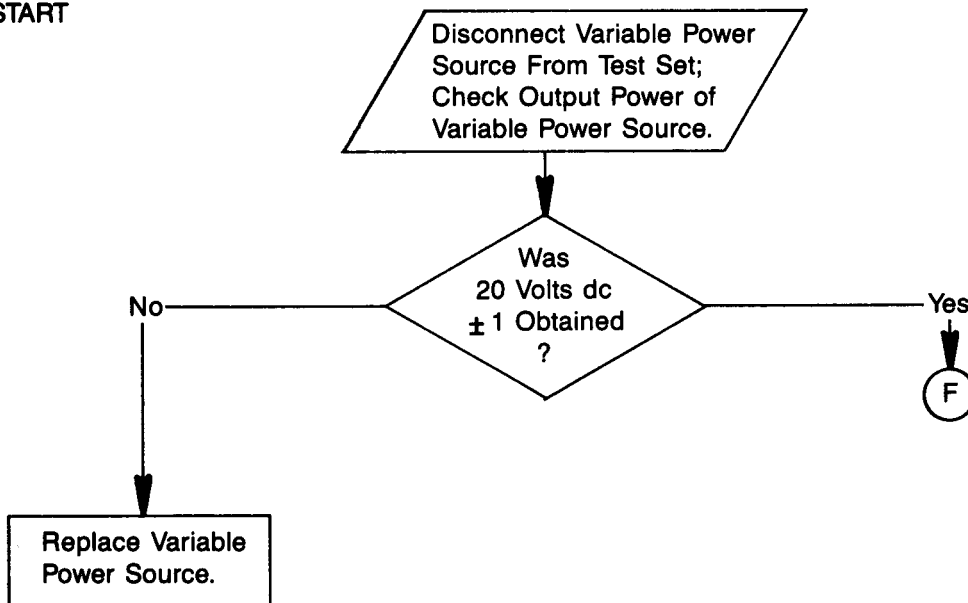 START
Disconnect Variable Power
Source From Test Set;
Check Output Power of
Variable Power Source.
Was
20 Volts dc
± 1 Obtained
?
No
Yes
F
Replace Variable
Power Source.